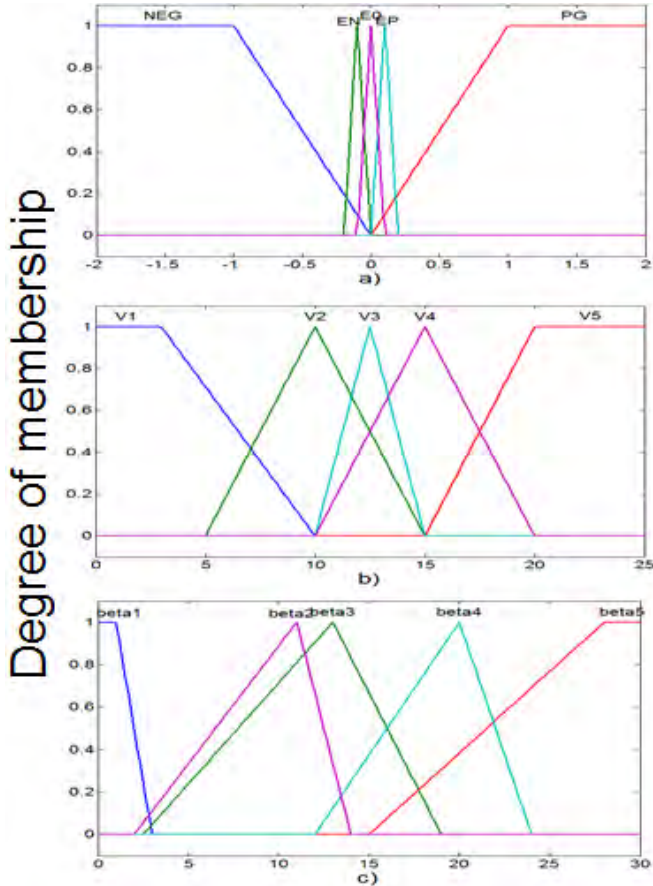 Degree of membership
NEG EN E0 EP PG
1
0.8
0.6
0.4
0.2
0
-2 -1.5 -1 -0.5 0 0.5 1 1.5 2
a)
V1 V2 V3 V4 V5
1
0.8
0.6
0.4
0.2
0
0 5 10 15 20 25
b)
beta1 beta2 beta3 beta4 beta5
1
0.8
0.6
0.4
0.2
0
0 5 10 15 20 25 30
c)